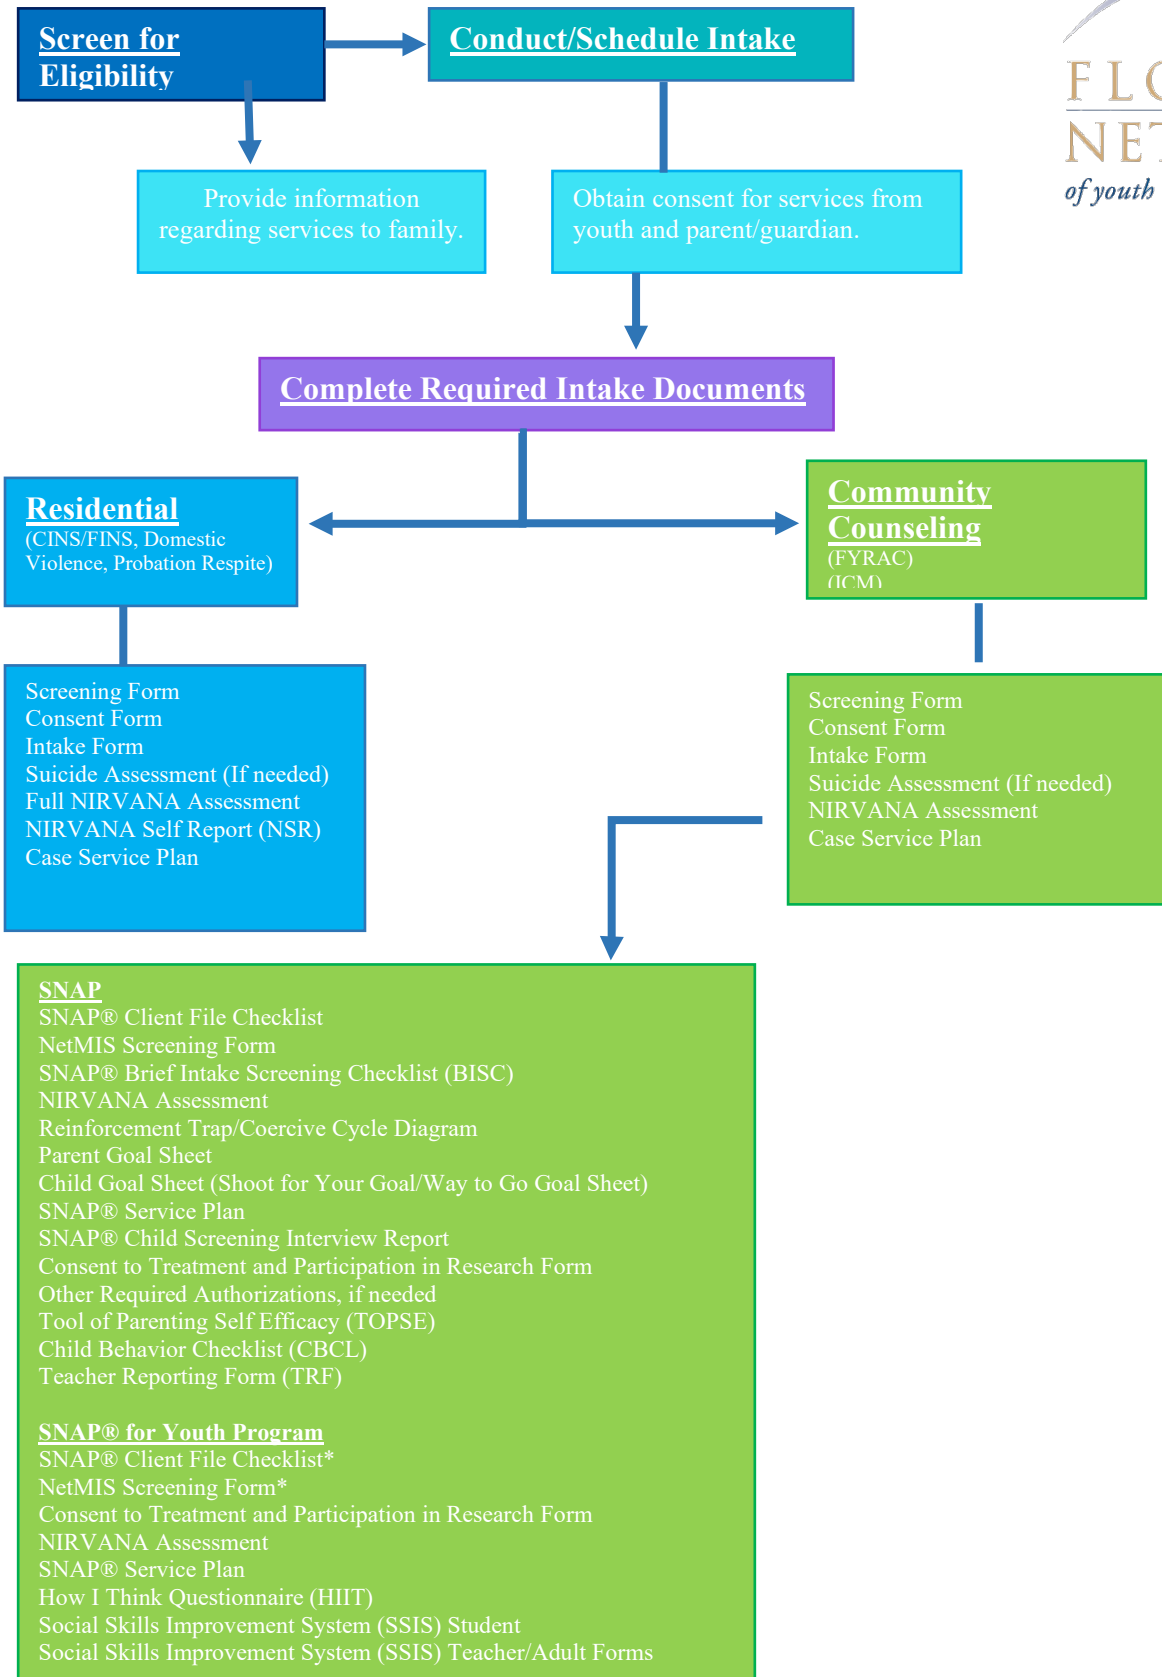 Screen for
Eligibility
Conduct/Schedule Intake
FLO
NET
of youth
Provide information
regarding services to family.
Obtain consent for services from
youth and parent/guardian.
Complete Required Intake Documents
Residential
(CINS/FINS, Domestic
Violence, Probation Respite)
Community
Counseling
(FYRAC)
(ICM)
Screening Form
Consent Form
Intake Form
Suicide Assessment (If needed)
Full NIRVANA Assessment
NIRVANA Self Report (NSR)
Case Service Plan
Screening Form
Consent Form
Intake Form
Suicide Assessment (If needed)
NIRVANA Assessment
Case Service Plan
SNAP
SNAP® Client File Checklist
NetMIS Screening Form
SNAP® Brief Intake Screening Checklist (BISC)
NIRVANA Assessment
Reinforcement Trap/Coercive Cycle Diagram
Parent Goal Sheet
Child Goal Sheet (Shoot for Your Goal/Way to Go Goal Sheet)
SNAP® Service Plan
SNAP® Child Screening Interview Report
Consent to Treatment and Participation in Research Form
Other Required Authorizations, if needed
Tool of Parenting Self Efficacy (TOPSE)
Child Behavior Checklist (CBCL)
Teacher Reporting Form (TRF)
SNAP® for Youth Program
SNAP® Client File Checklist*
NetMIS Screening Form*
Consent to Treatment and Participation in Research Form
NIRVANA Assessment
SNAP® Service Plan
How I Think Questionnaire (HIIT)
Social Skills Improvement System (SSIS) Student
Social Skills Improvement System (SSIS) Teacher/Adult Forms